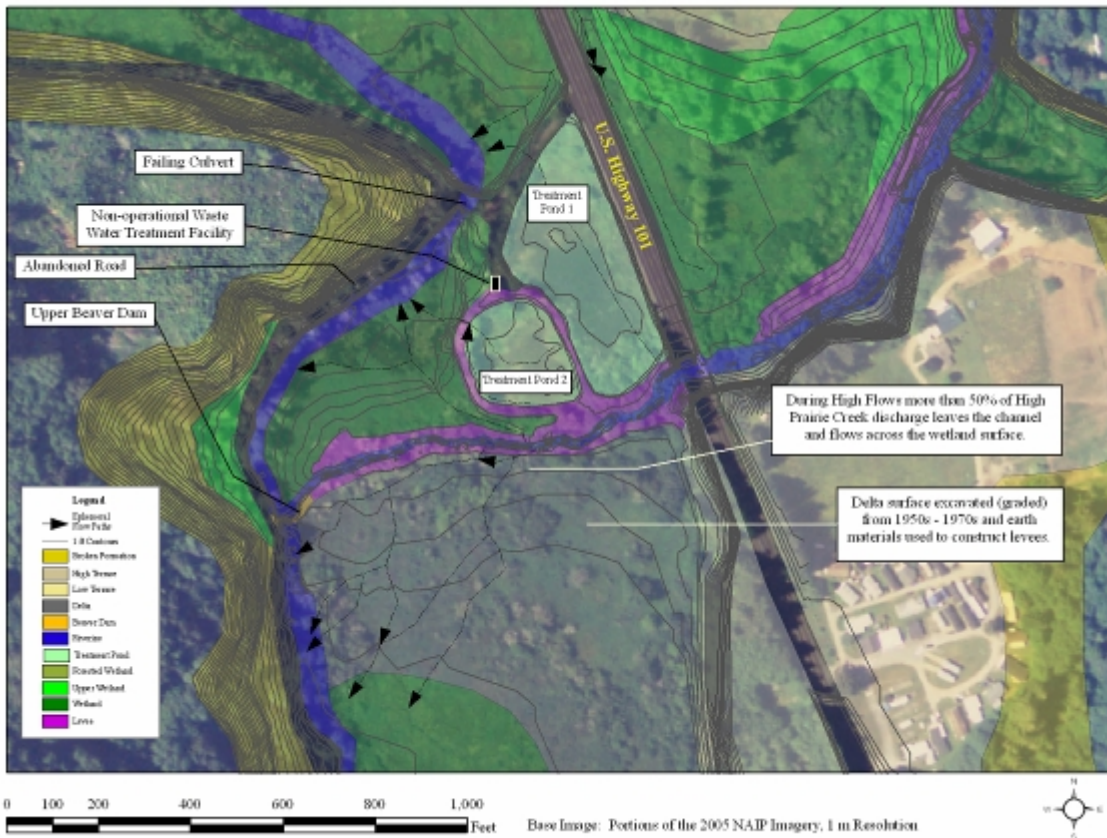 U.S. Highway 101
Failing Culvert
Treatment
Pond 1
Non-operational Waste
Water Treatment Facility
Abandoned Road
Upper Beaver Dam
Treatment Pond 2
During High Flows more than 50% of High
Prairie Creek discharge leaves the channel
and flows across the wetland surface.
Delta surface excavated (graded)
from 1950s - 1970s and earth
materials used to construct levees.
Legend
Ephemeral
Flow Paths
1 ft Contours
Broken Formation
High Terrace
Low Terrace
Delta
Beaver Dam
Riverine
Treatment Pond
Forested Wetland
Upper Wetland
Wetland
Levee
0 100 200 400 600 800 1,000
Feet
Base Image: Portions of the 2005 NAIP Imagery, 1 m Resolution
N
W E
S